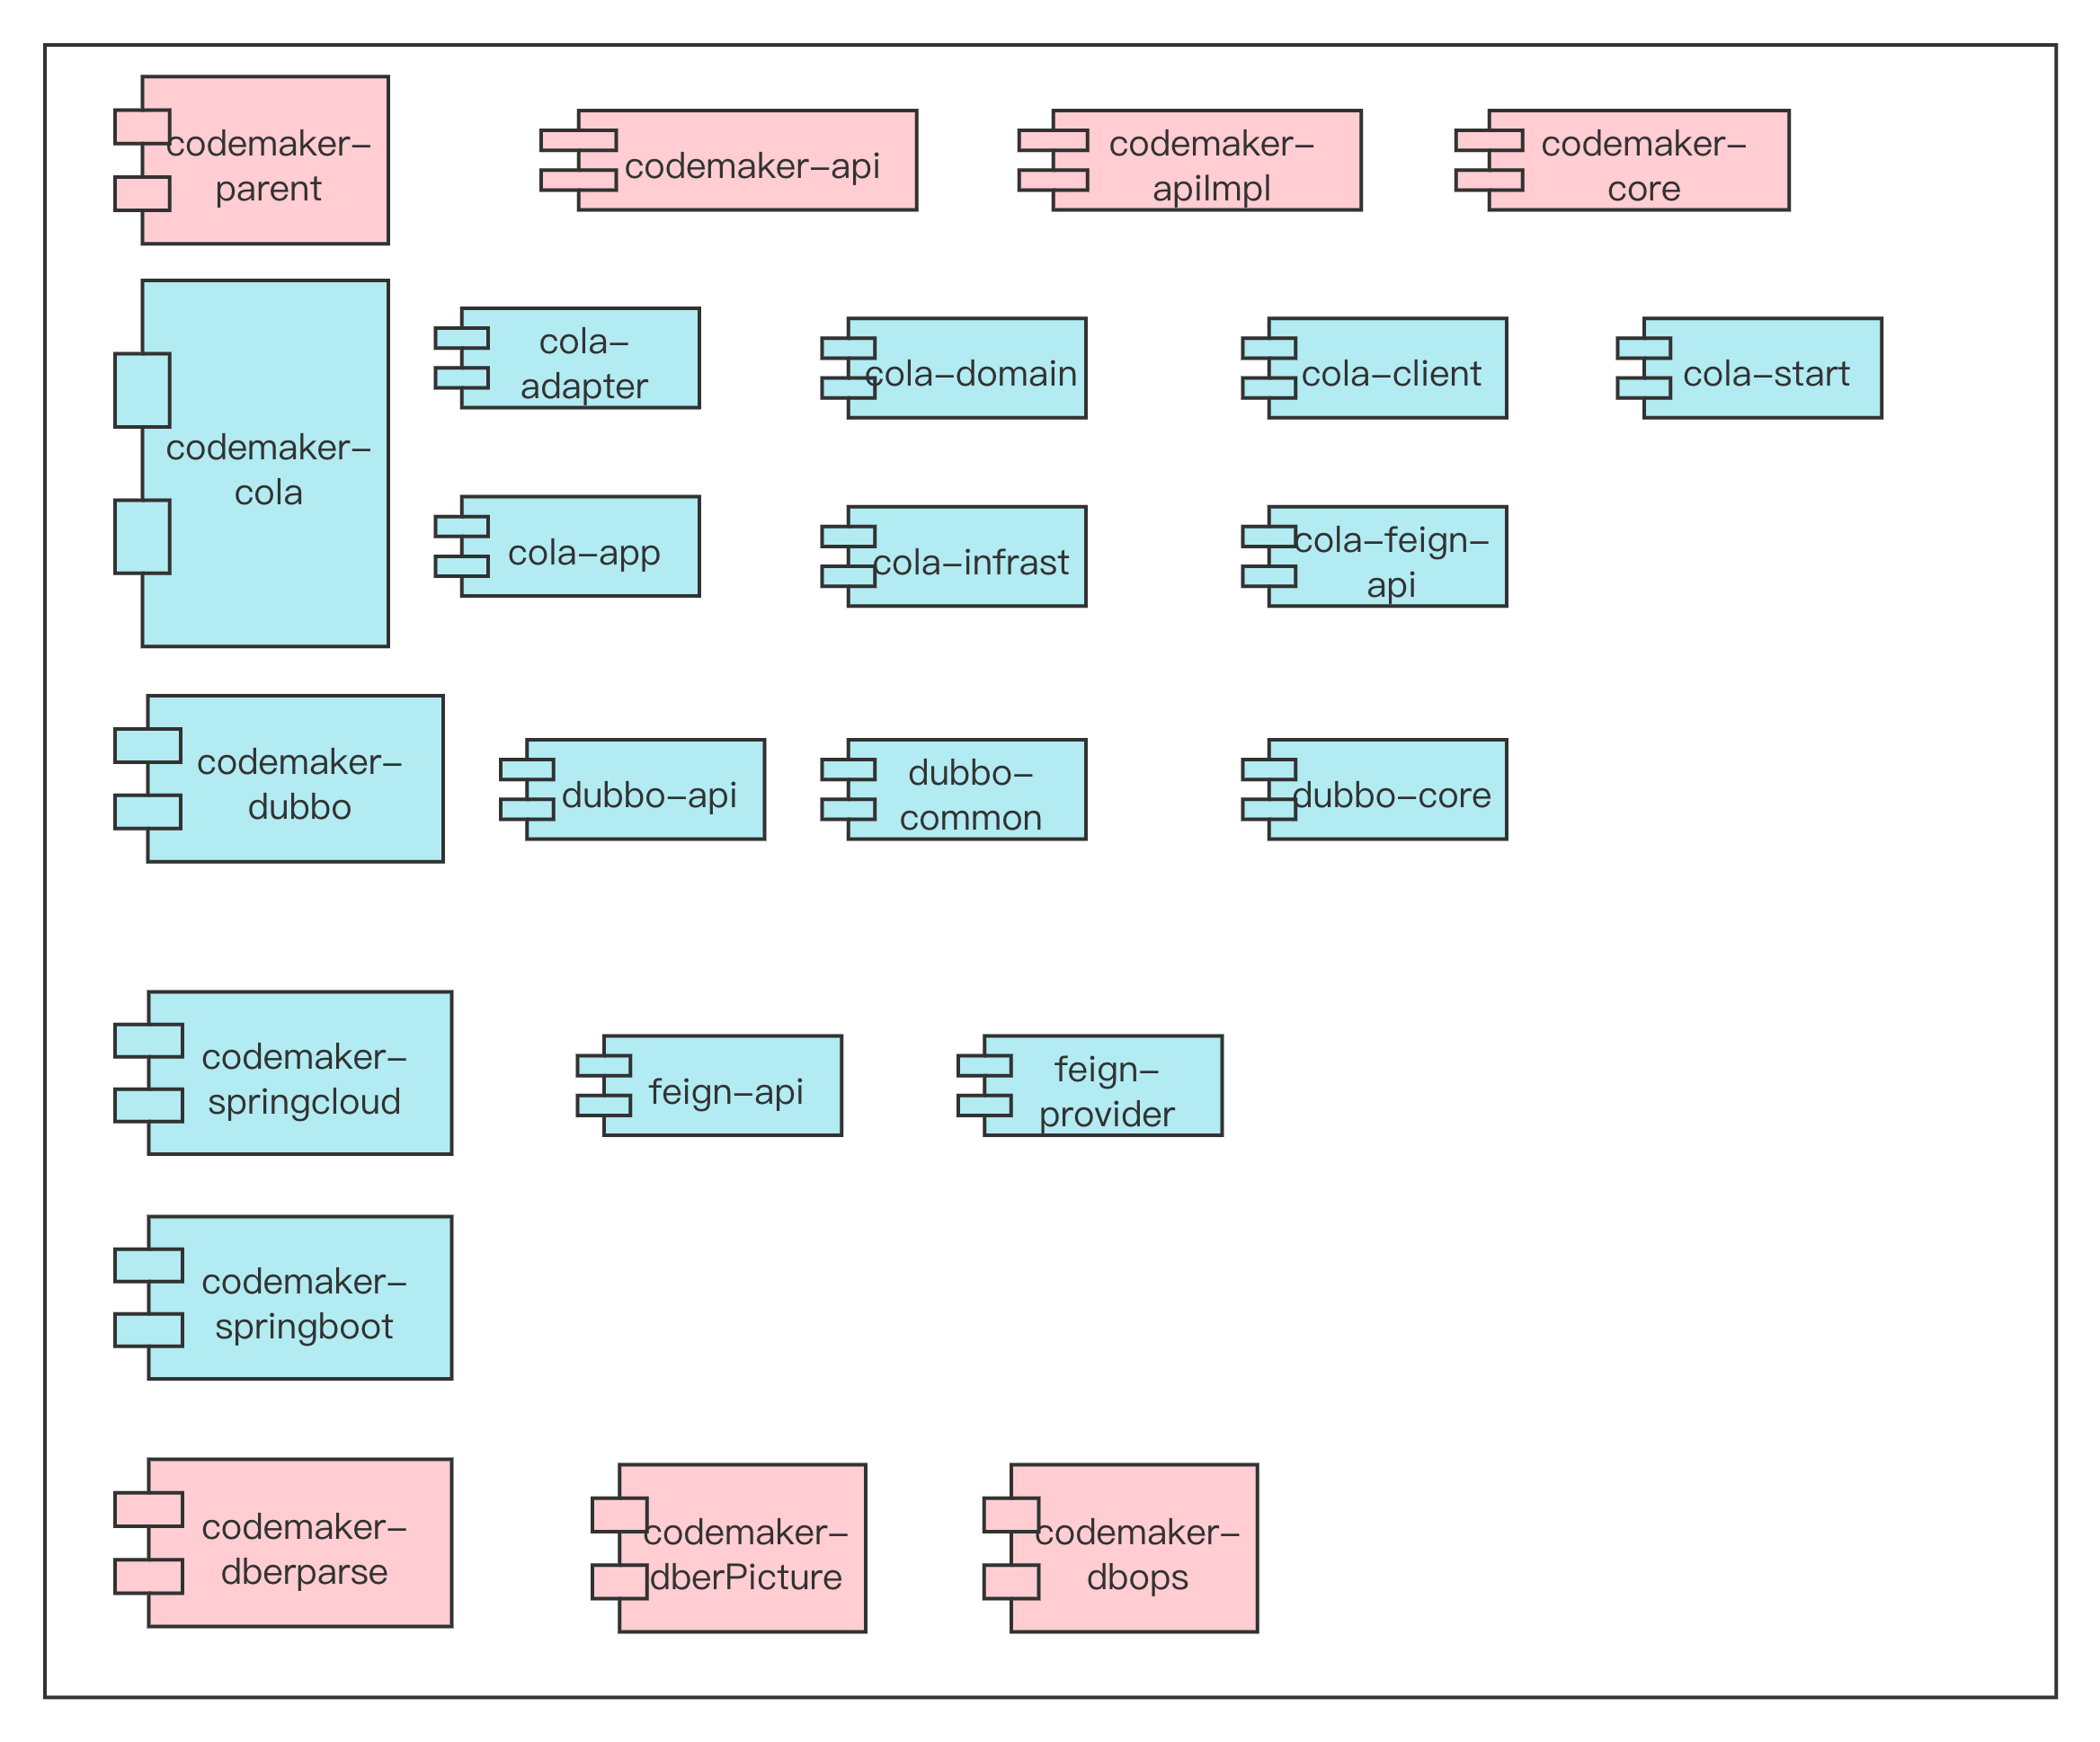 codemaker-
parent
codemaker-api
codemaker-
apiImpl
codemaker-
core
codemaker-
cola
cola-
adapter
cola-domain
cola-client
cola-start
cola-app
cola-infrast
cola-feign-
api
codemaker-
dubbo
dubbo-api
dubbo-
common
dubbo-core
codemaker-
springcloud
feign-api
feign-
provider
codemaker-
springboot
codemaker-
dberparse
codemaker-
dberPicture
codemaker-
dbops